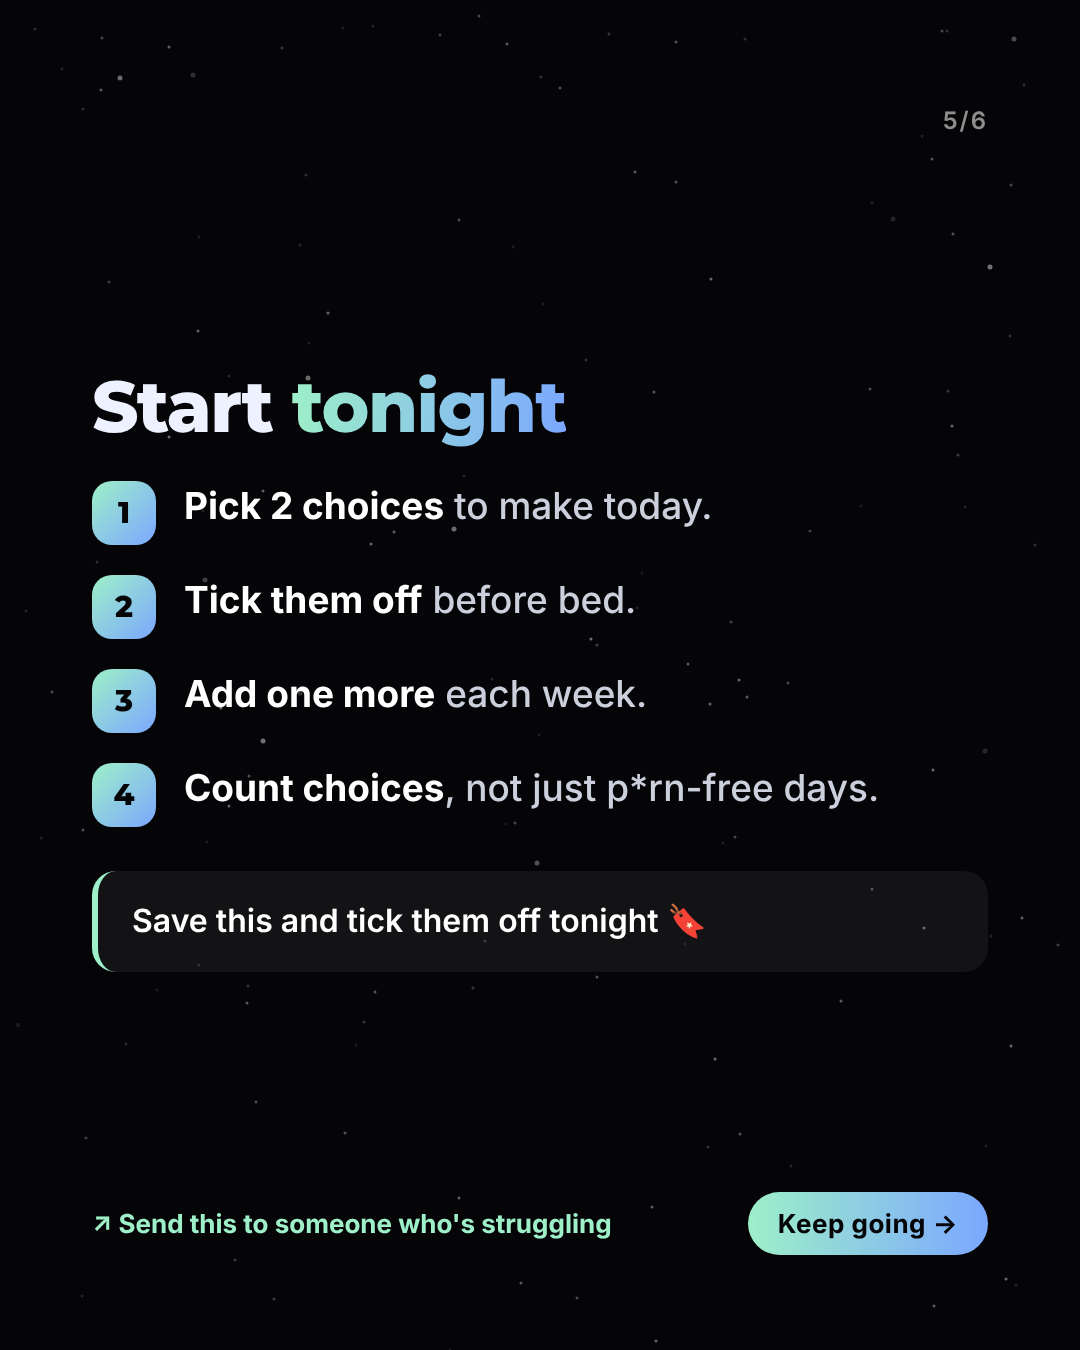 5/6
Start tonight
1 Pick 2 choices to make today.
2 Tick them off before bed.
3 Add one more each week.
4 Count choices, not just p*rn-free days.
Save this and tick them off tonight 🔖
↗ Send this to someone who's struggling
Keep going →